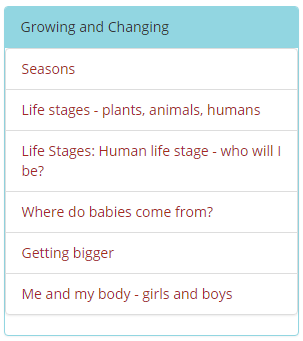 Growing and Changing
Seasons
Life stages - plants, animals, humans
Life Stages: Human life stage - who will I
be?
Where do babies come from?
Getting bigger
Me and my body - girls and boys